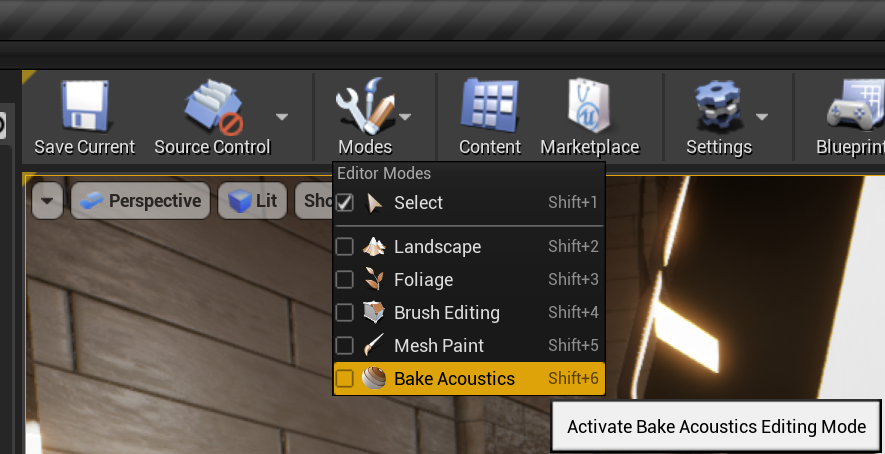 Save Current
Source Control
Modes
Content
Marketplace
Settings
Editor Modes
Perspective
Lit
Select Shift+1
Landscape Shift+2
Foliage Shift+3
Brush Editing Shift+4
Mesh Paint Shift+5
Bake Acoustics Shift+6
Activate Bake Acoustics Editing Mode